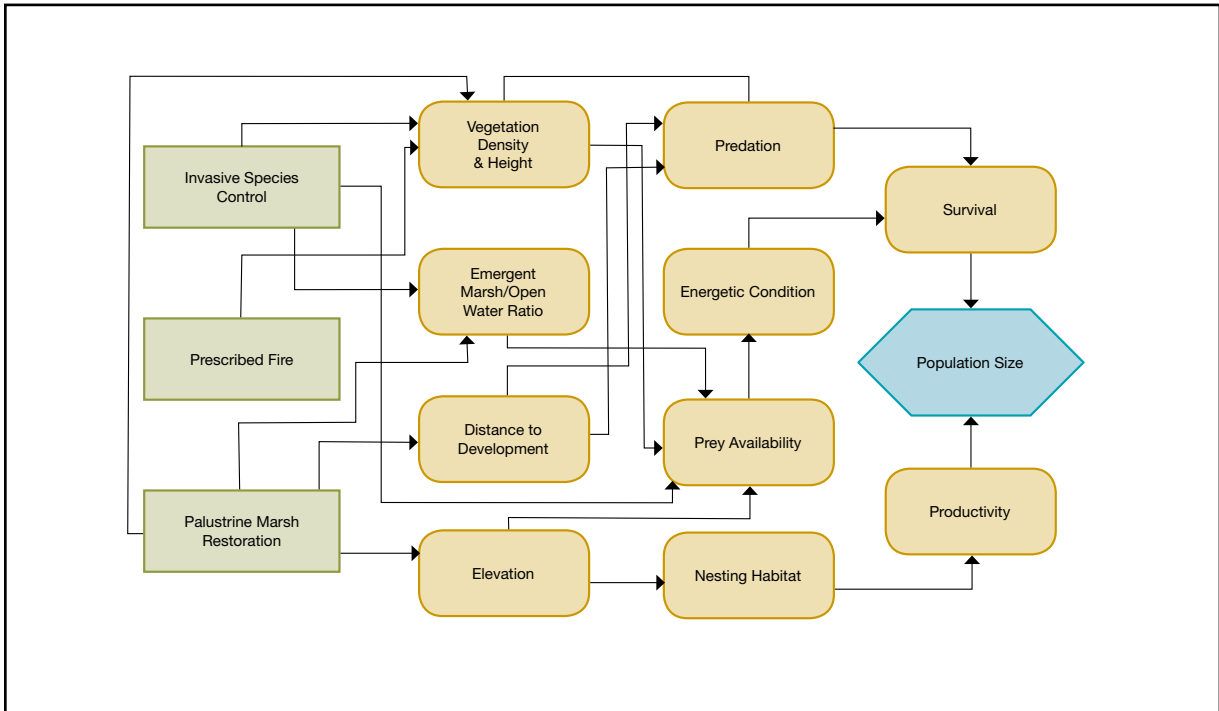 Invasive Species
Control
Prescribed Fire
Palustrine Marsh
Restoration
Vegetation
Density
& Height
Emergent
Marsh/Open
Water Ratio
Distance to
Development
Elevation
Predation
Energetic Condition
Prey Availability
Nesting Habitat
Survival
Population Size
Productivity